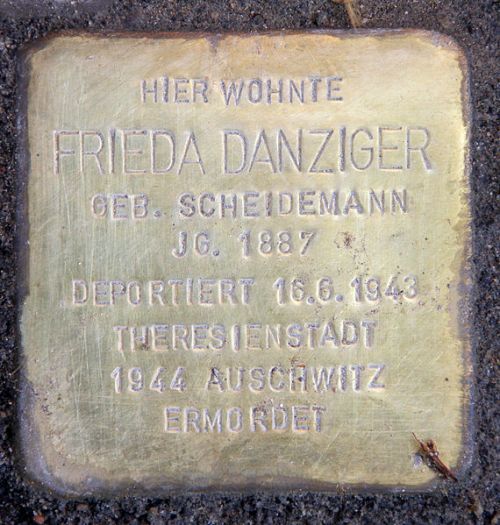 HIER WOHNTE
FRIEDA DANZIGER
GEB. SCHEIDEMANN
JG. 1887
DEPORTIERT 16.6.1943
THERESIENSTADT
1944 AUSCHWITZ
ERMORDET